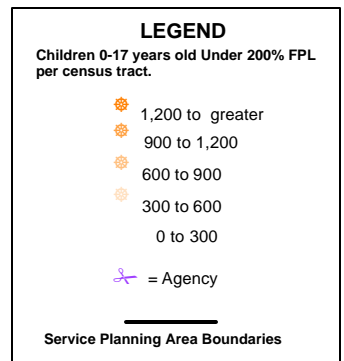 LEGEND
Children 0-17 years old Under 200% FPL
per census tract.
1,200 to greater
900 to 1,200
600 to 900
300 to 600
0 to 300
= Agency
Service Planning Area Boundaries